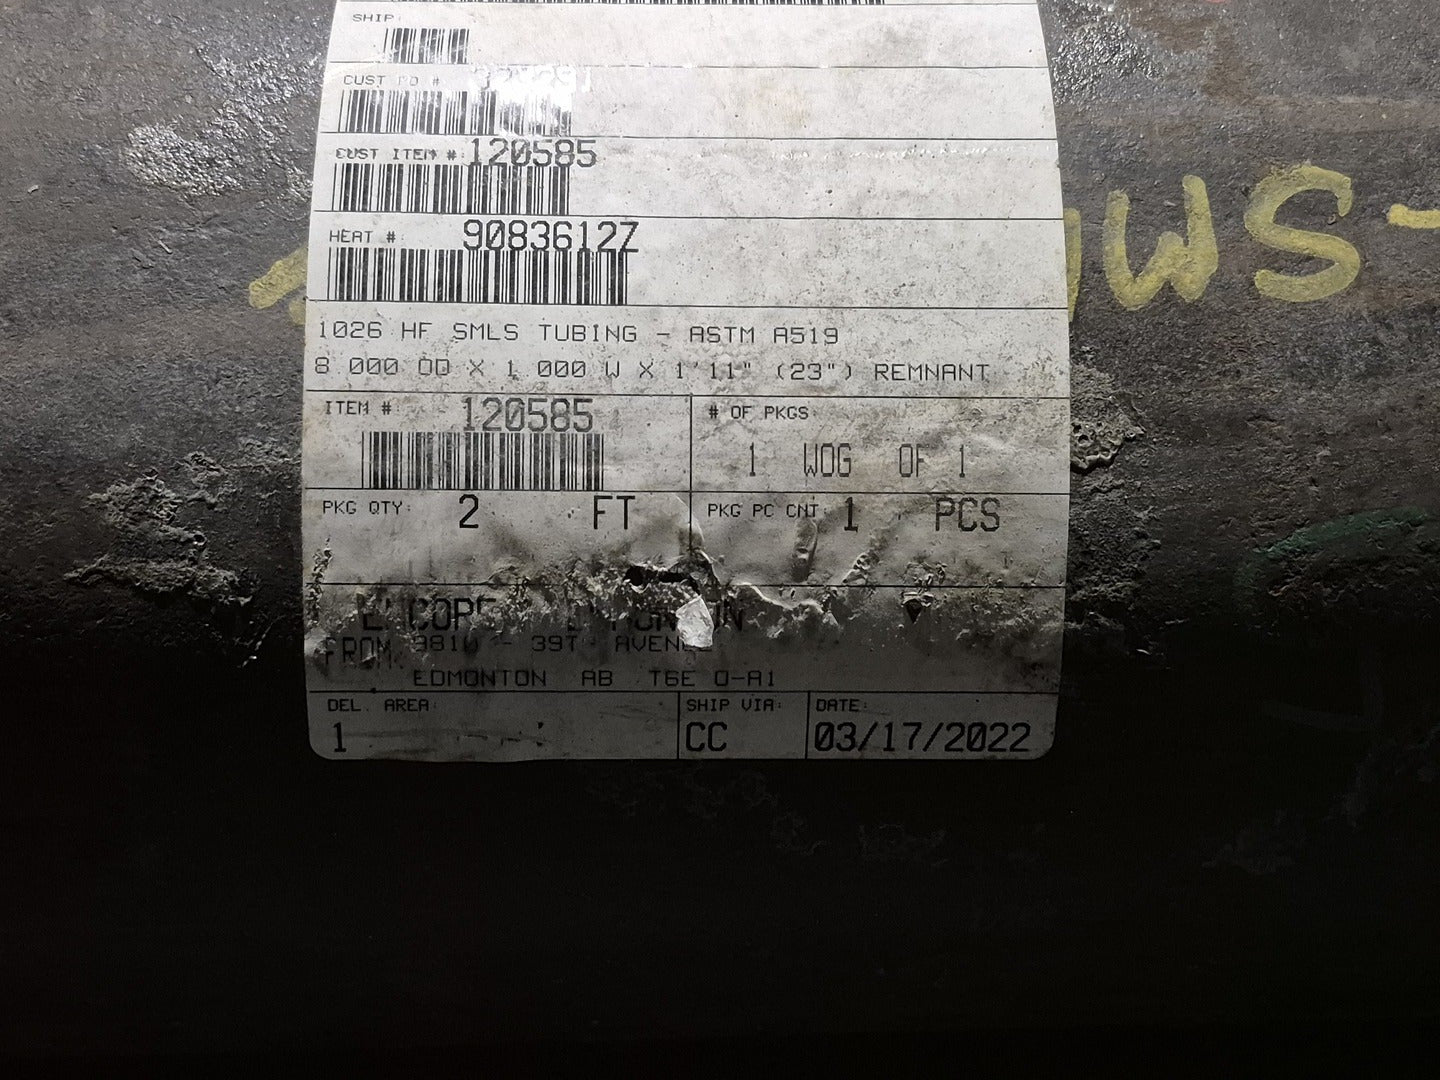 SHIP:
CUST PO #
CUST ITEM #: 120585
HEAT #: 90836127
1026 HF SMLS TUBING - ASTM A519
8.000 OD X 1.000 W X 1'11" (23") REMNANT
ITEM #: 120585
# OF PKGS:
1 WOG OF 1
PKG QTY: 2 FT
PKG PC CNT: 1 PCS
FROM:
AVENUE
EDMONTON AB T6E 0-A1
DEL. AREA:
1
SHIP VIA:
CC
DATE:
03/17/2022
WS-